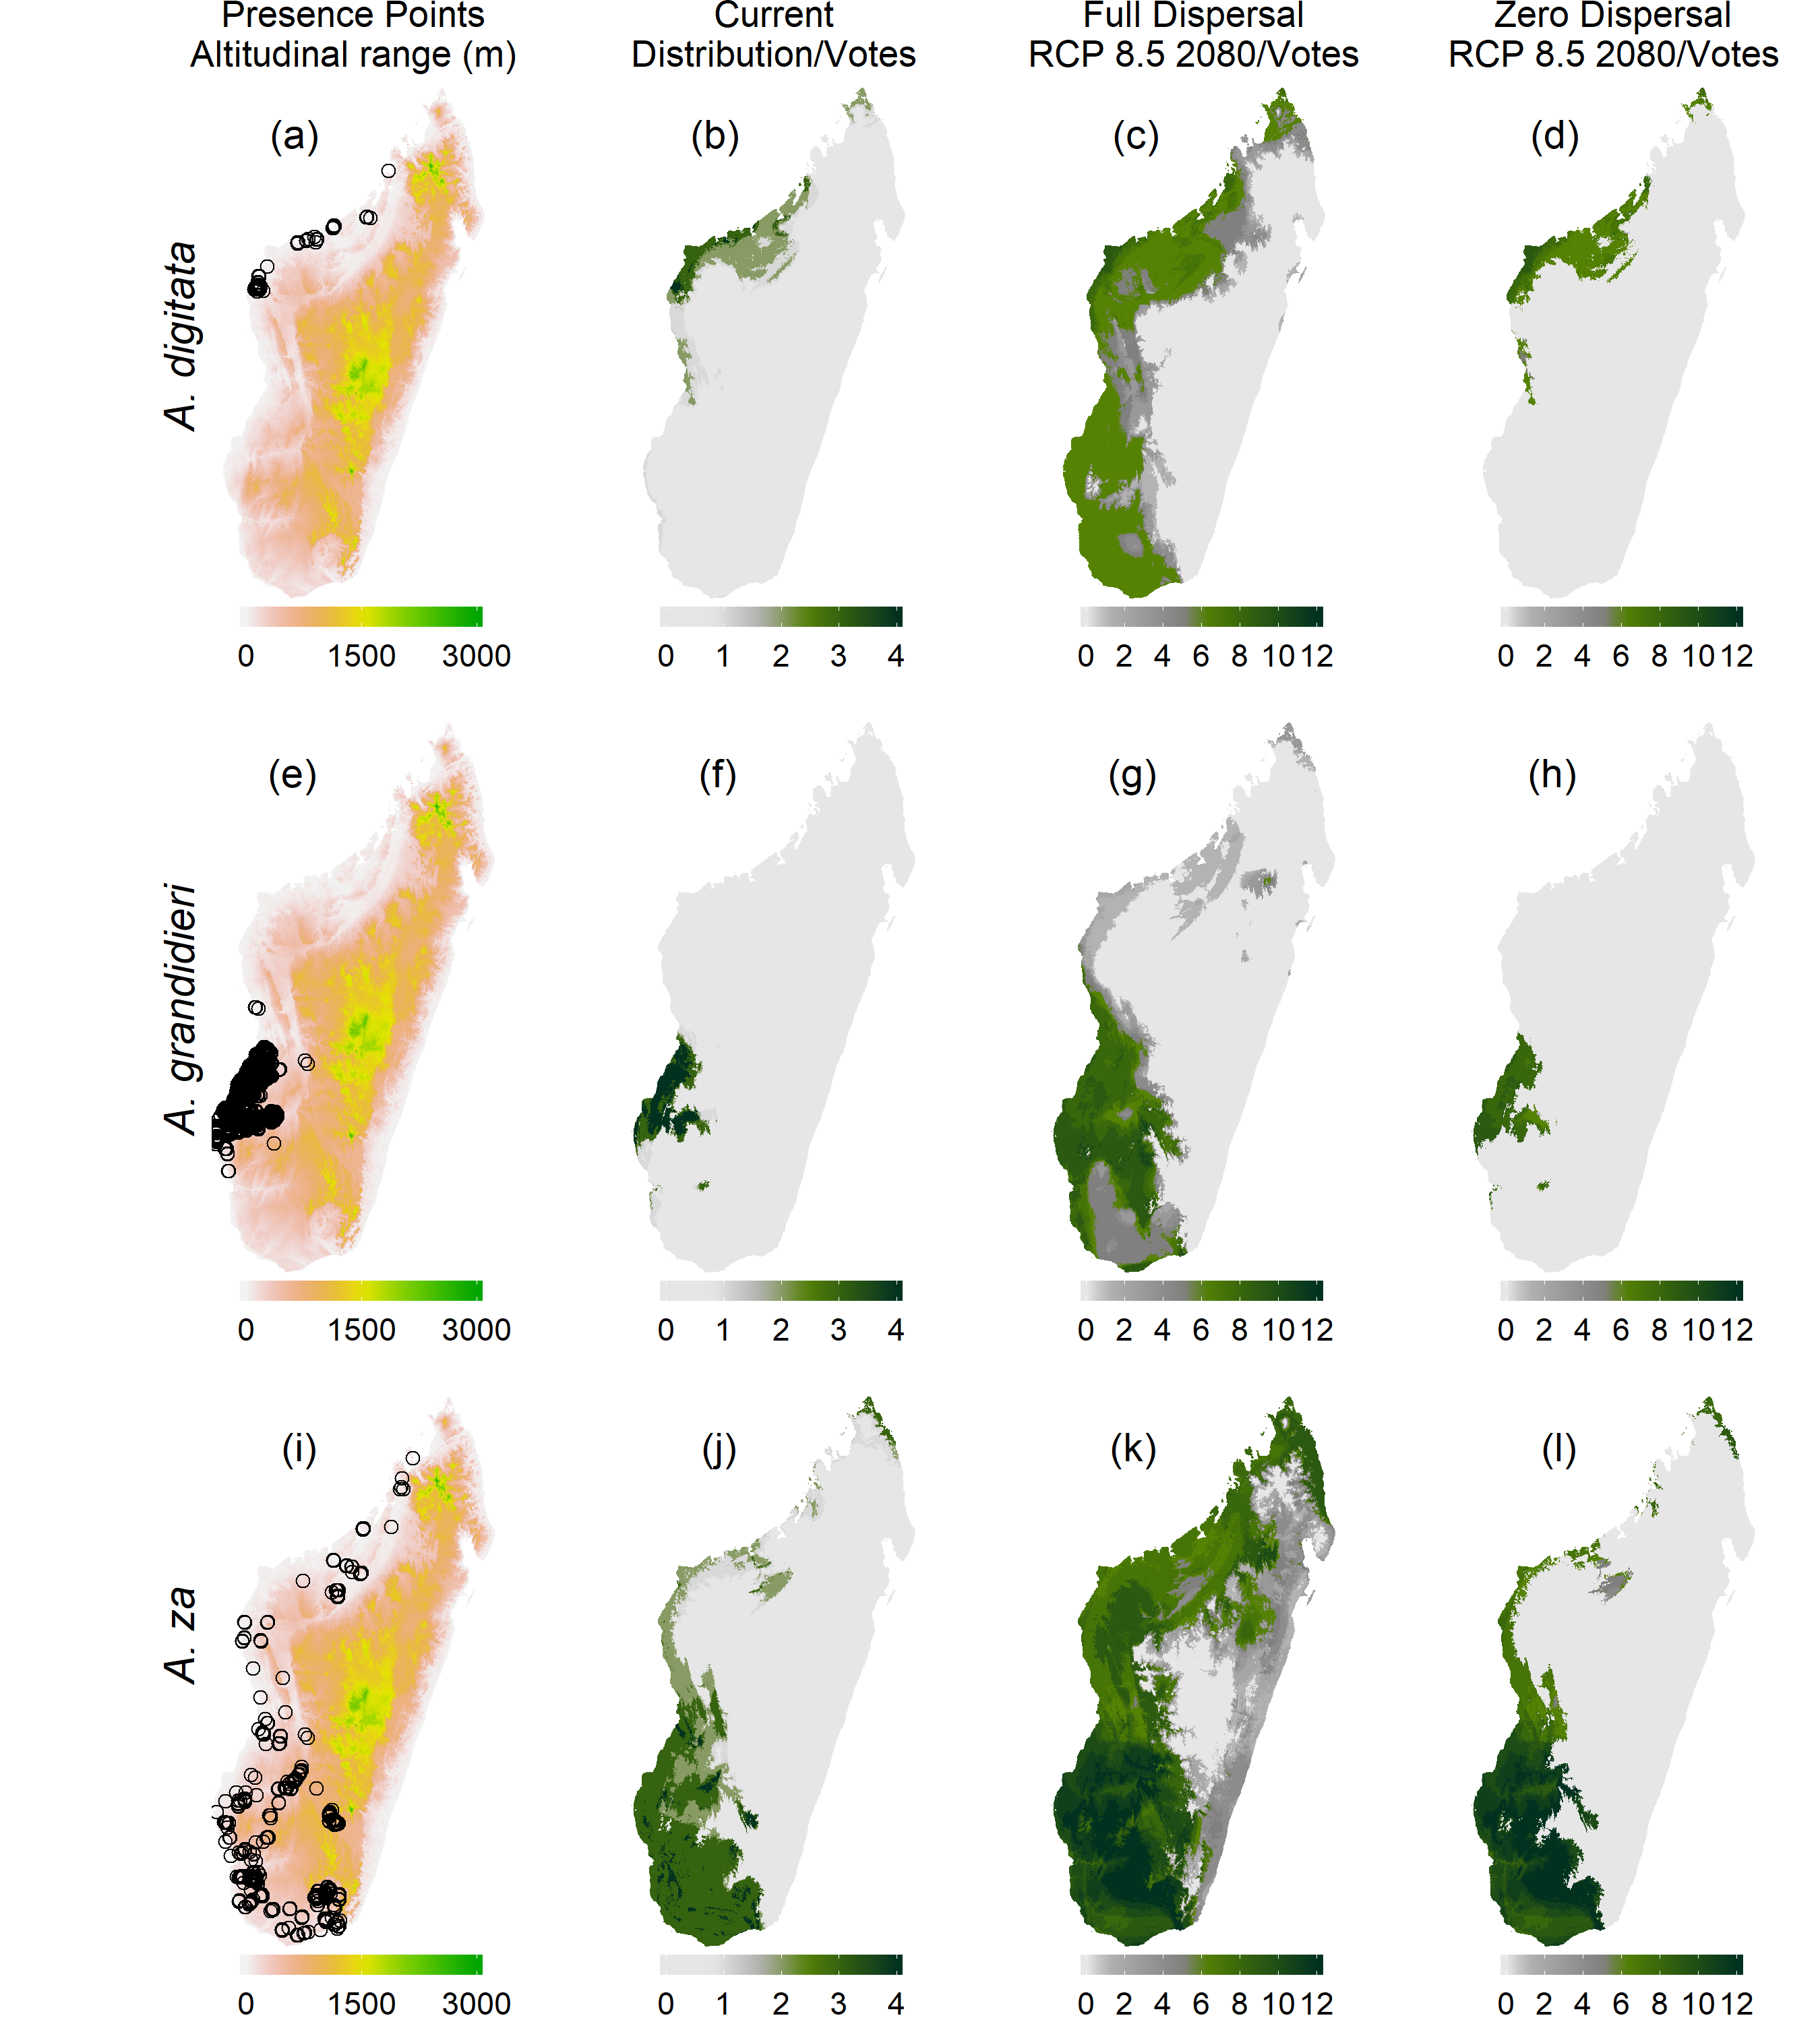 Presence Points
Altitudinal range (m)
Current
Distribution/Votes
Full Dispersal
RCP 8.5 2080/Votes
Zero Dispersal
RCP 8.5 2080/Votes
A. digitata
(a)
(b)
(c)
(d)
0 1500 3000
0 1 2 3 4
0 2 4 6 8 10 12
0 2 4 6 8 10 12
A. grandidieri
(e)
(f)
(g)
(h)
0 1500 3000
0 1 2 3 4
0 2 4 6 8 10 12
0 2 4 6 8 10 12
A. za
(i)
(j)
(k)
(l)
0 1500 3000
0 1 2 3 4
0 2 4 6 8 10 12
0 2 4 6 8 10 12